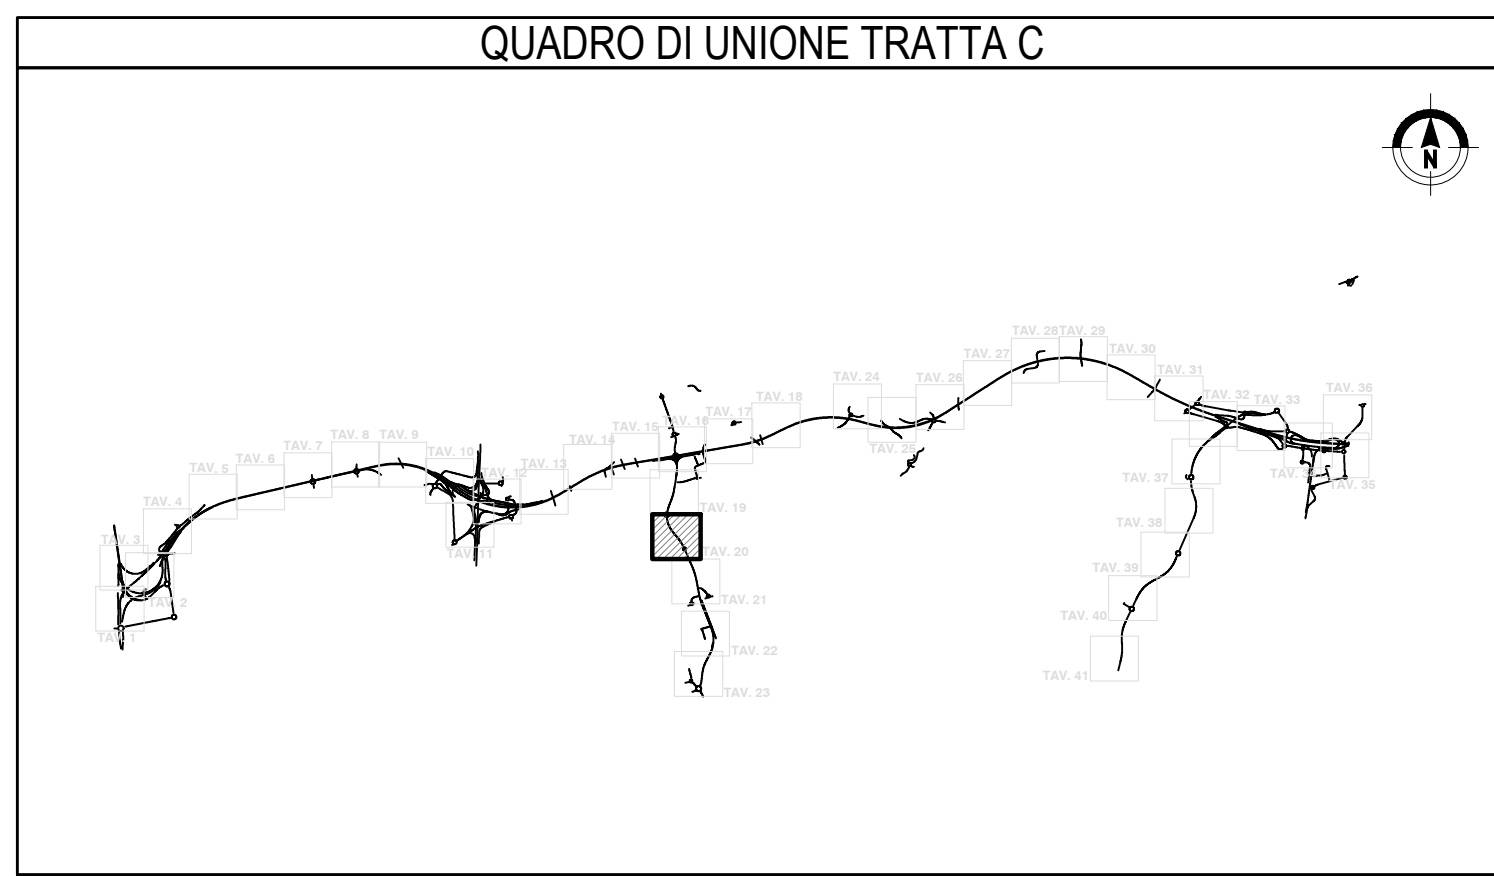 QUADRO DI UNIONE TRATTA C
N
TAV. 28 TAV. 29
TAV. 30
TAV. 27
TAV. 31
TAV. 24
TAV. 26
TAV. 36
TAV. 18
TAV. 32
TAV. 33
TAV. 17
TAV. 16
TAV. 15
TAV. 14
TAV. 8
TAV. 9
TAV. 7
TAV. 25
TAV. 6
TAV. 10
TAV. 5
TAV. 13
TAV. 12
TAV. 37
TAV. 35
TAV. 4
TAV. 19
TAV. 38
TAV. 3
TAV. 11
TAV. 20
TAV. 39
TAV. 2
TAV. 21
TAV. 40
TAV. 1
TAV. 22
TAV. 41
TAV. 23